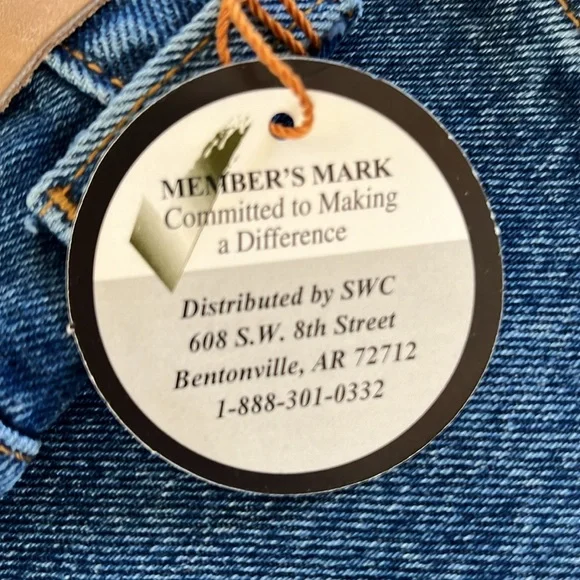 MEMBER'S MARK
Committed to Making
a Difference
Distributed by SWC
608 S.W. 8th Street
Bentonville, AR 72712
1-888-301-0332